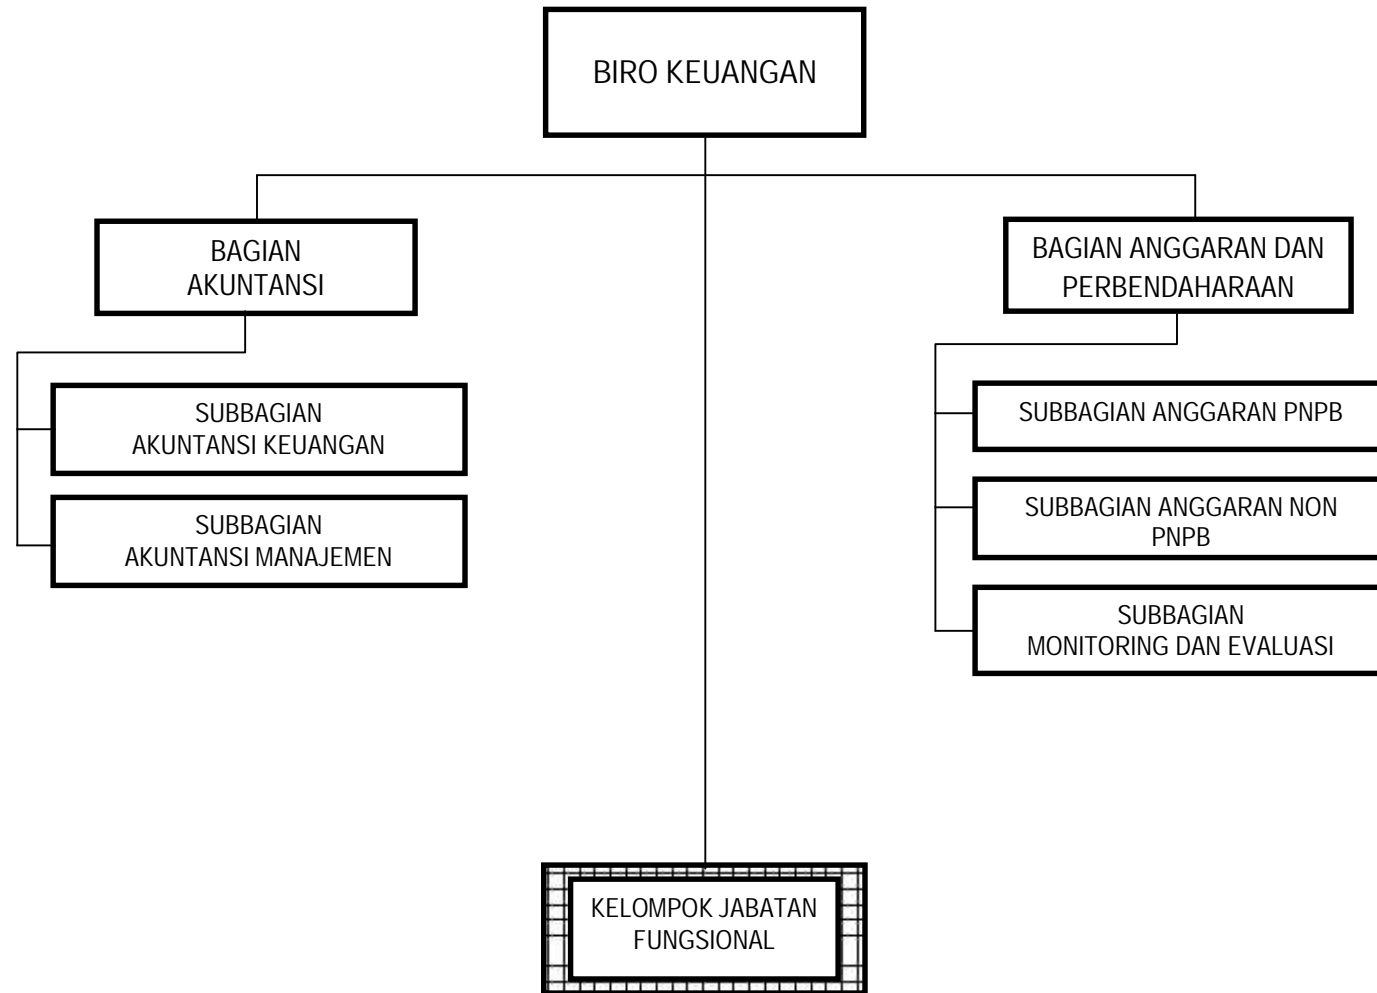 BIRO KEUANGAN
BAGIAN
AKUNTANSI
BAGIAN ANGGARAN DAN
PERBENDAHARAAN
SUBBAGIAN
AKUNTANSI KEUANGAN
SUBBAGIAN
AKUNTANSI MANAJEMEN
SUBBAGIAN ANGGARAN PNPB
SUBBAGIAN ANGGARAN NON
PNPB
SUBBAGIAN
MONITORING DAN EVALUASI
KELOMPOK JABATAN
FUNGSIONAL